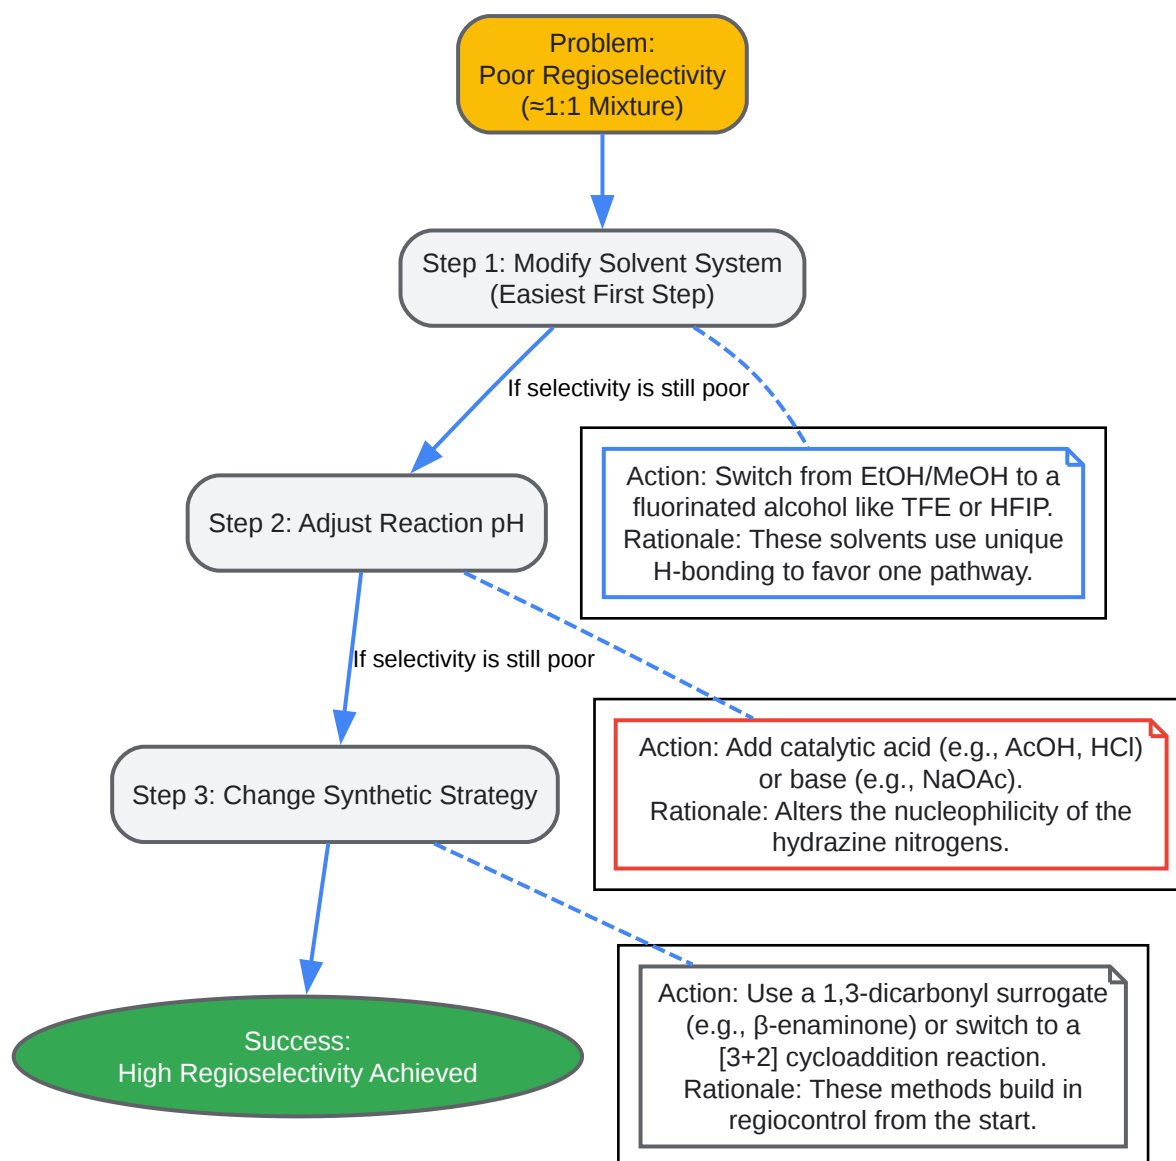 Problem:
Poor Regioselectivity
(≈1:1 Mixture)
Step 1: Modify Solvent System
(Easiest First Step)
If selectivity is still poor
Action: Switch from EtOH/MeOH to a
fluorinated alcohol like TFE or HFIP.
Rationale: These solvents use unique
H-bonding to favor one pathway.
Step 2: Adjust Reaction pH
If selectivity is still poor
Action: Add catalytic acid (e.g., AcOH, HCl)
or base (e.g., NaOAc).
Rationale: Alters the nucleophilicity of the
hydrazine nitrogens.
Step 3: Change Synthetic Strategy
Action: Use a 1,3-dicarbonyl surrogate
(e.g., β-enaminone) or switch to a
[3+2] cycloaddition reaction.
Rationale: These methods build in
regiocontrol from the start.
Success:
High Regioselectivity Achieved